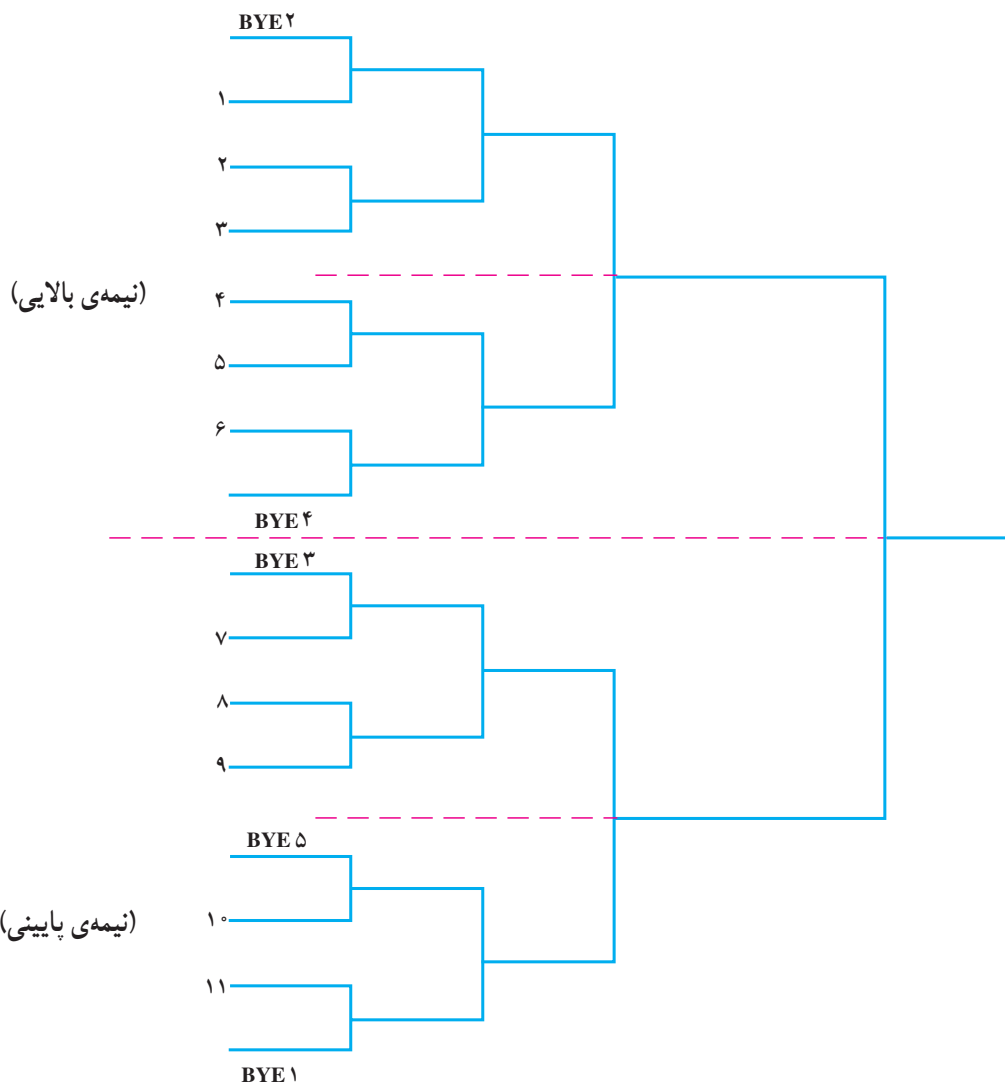 BYE ۲
۱
۲
۳
(نیمه‌ی بالایی)
۴
۵
۶
BYE ۴
BYE ۳
۷
۸
۹
BYE ۵
(نیمه‌ی پایینی)
۱۰
۱۱
BYE ۱